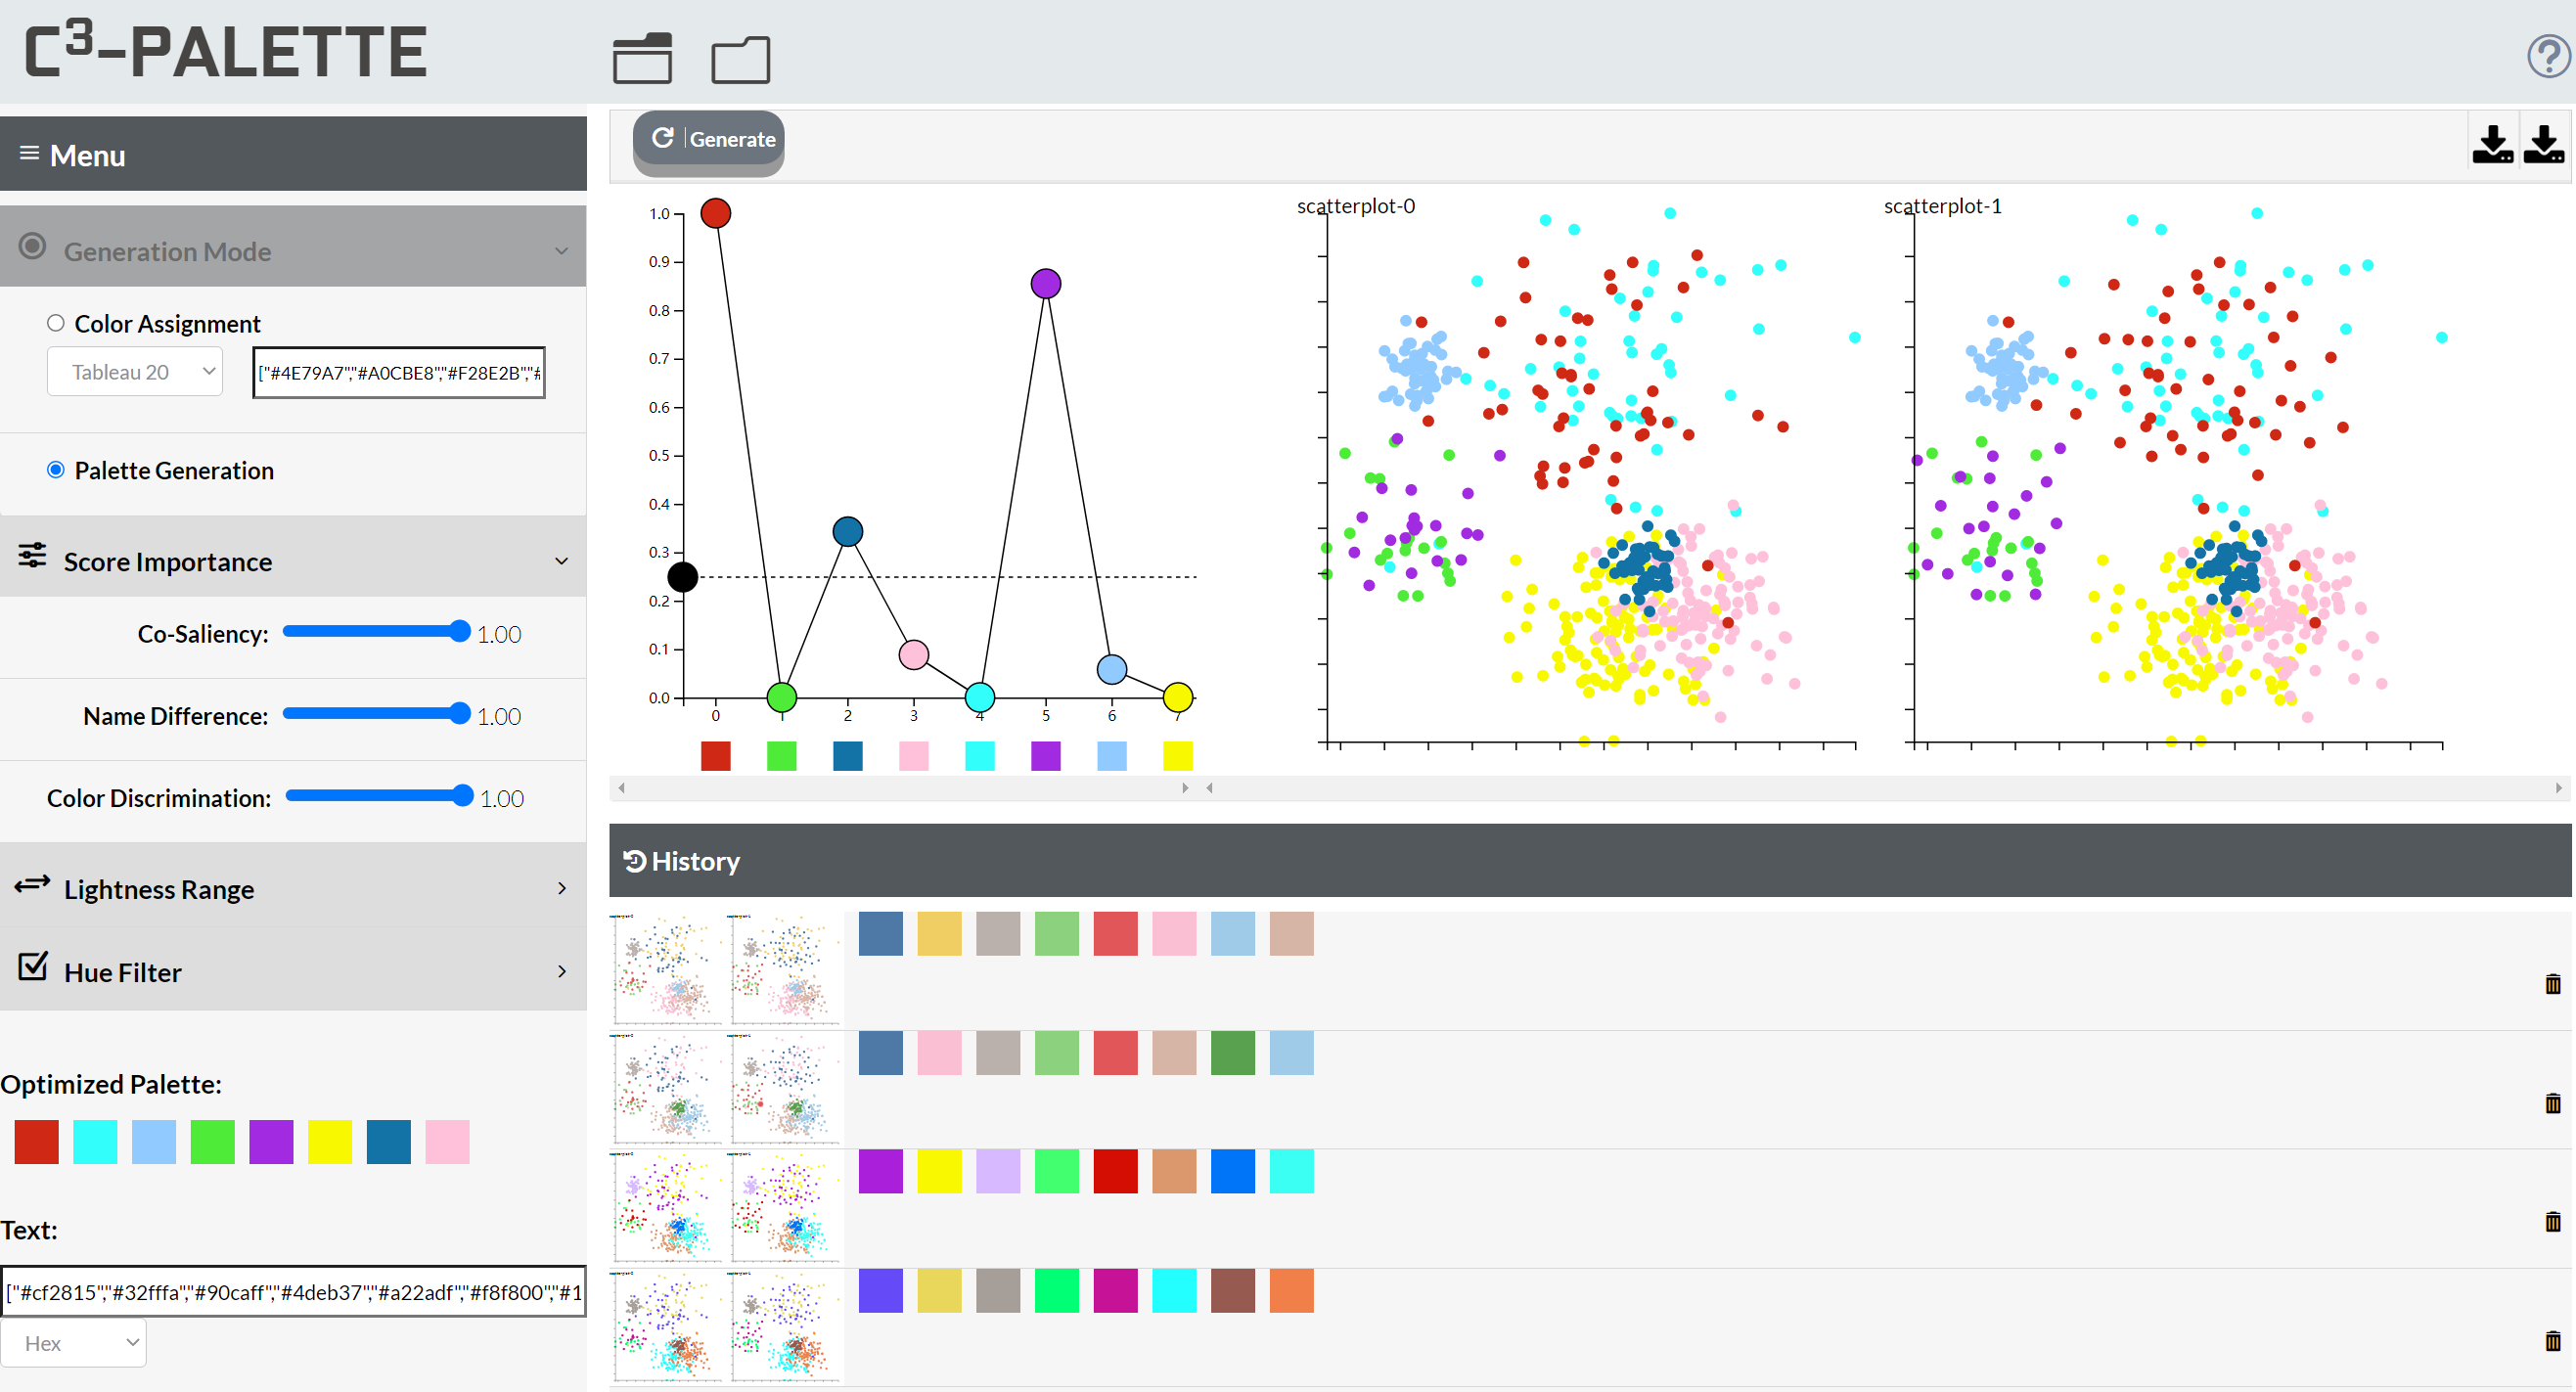 C³-PALETTE
Menu
Generation Mode
Color Assignment
Tableau 20
["#4E79A7","#A0CBE8","#F28E2B","#
Palette Generation
Score Importance
Co-Saliency: 1.00
Name Difference: 1.00
Color Discrimination: 1.00
Lightness Range
Hue Filter
Optimized Palette:
Text:
["#cf2815""#32fffa""#90caff""#4deb37""#a22adf""#f8f800""#1
Hex
Generate
1.0
0.9
0.8
0.7
0.6
0.5
0.4
0.3
0.2
0.1
0.0
0 1 2 3 4 5 6 7
scatterplot-0
scatterplot-1
History